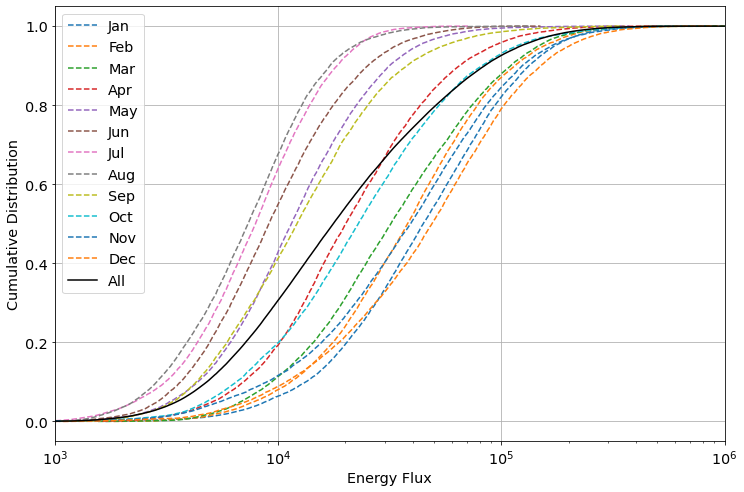 1.0
0.8
0.6
0.4
0.2
0.0
Cumulative Distribution
Jan
Feb
Mar
Apr
May
Jun
Jul
Aug
Sep
Oct
Nov
Dec
All
10³ 10⁴ 10⁵ 10⁶
Energy Flux